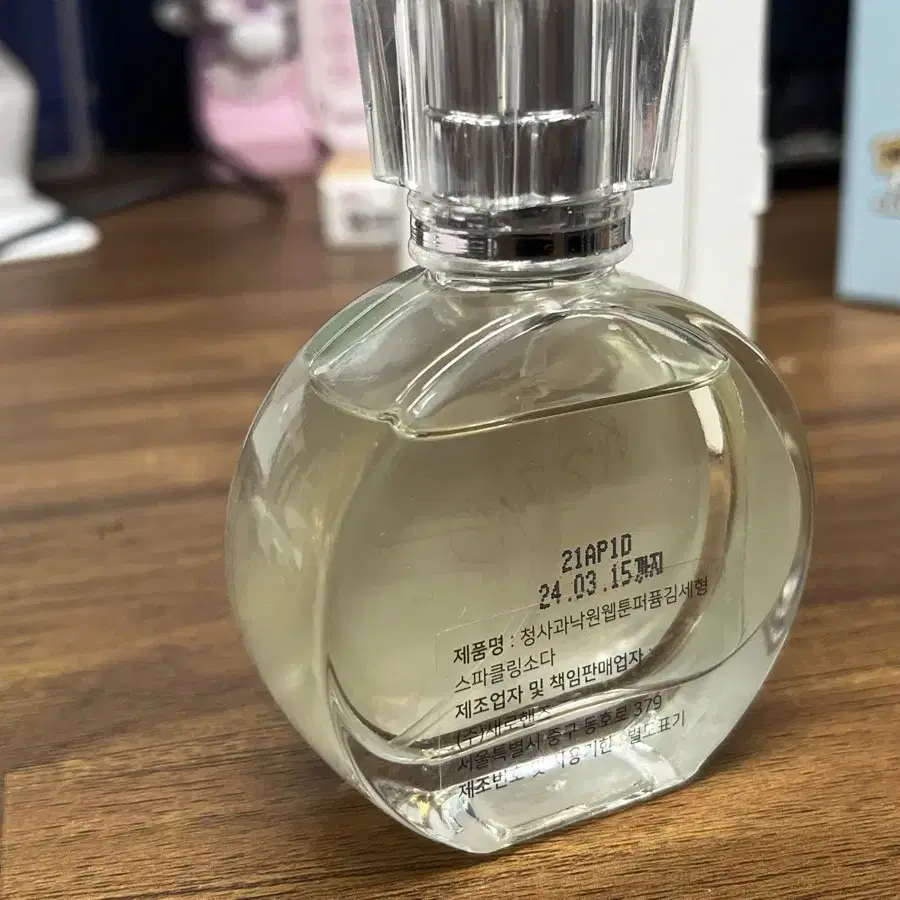 21AP1D
24.03.15까지
제품명 : 청사과낙원웹툰퍼퓸김세형
스파클링소다
제조업자 및 책임판매업자 :
(주)새로핸즈
서울특별시 중구 동호로 379
제조번호 및 사용기한 : 별도표기